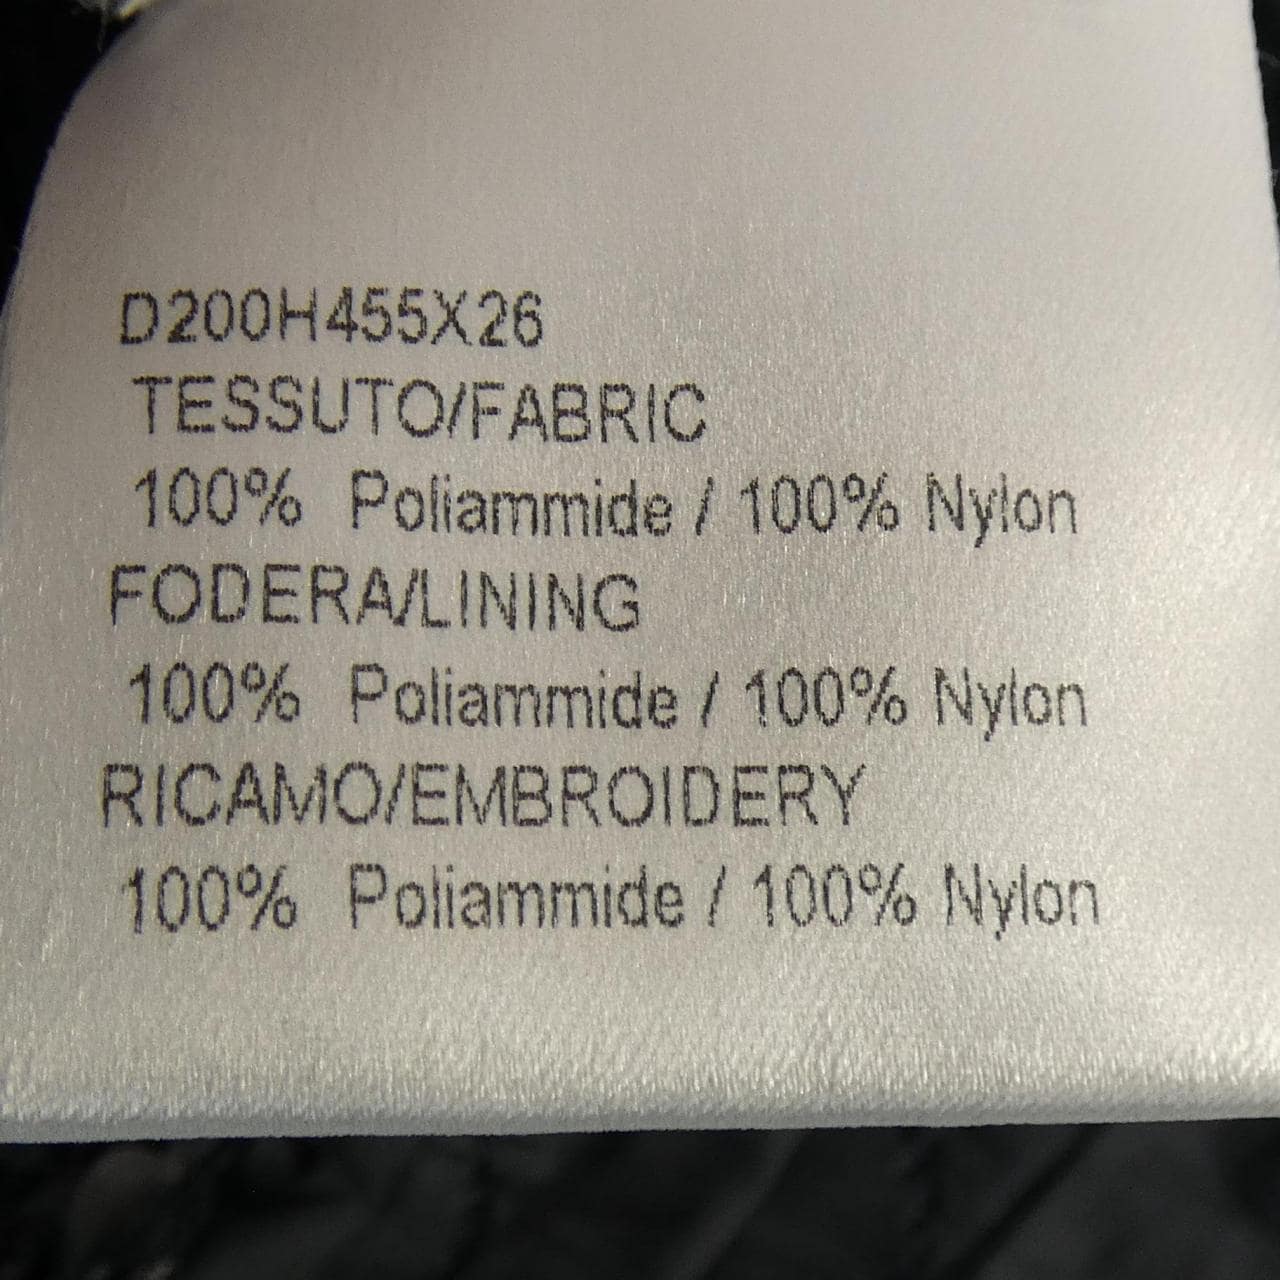 D200H455X26
TESSUTO/FABRIC
100% Poliammide / 100% Nylon
FODERA/LINING
100% Poliammide / 100% Nylon
RICAMO/EMBROIDERY
100% Poliammide / 100% Nylon